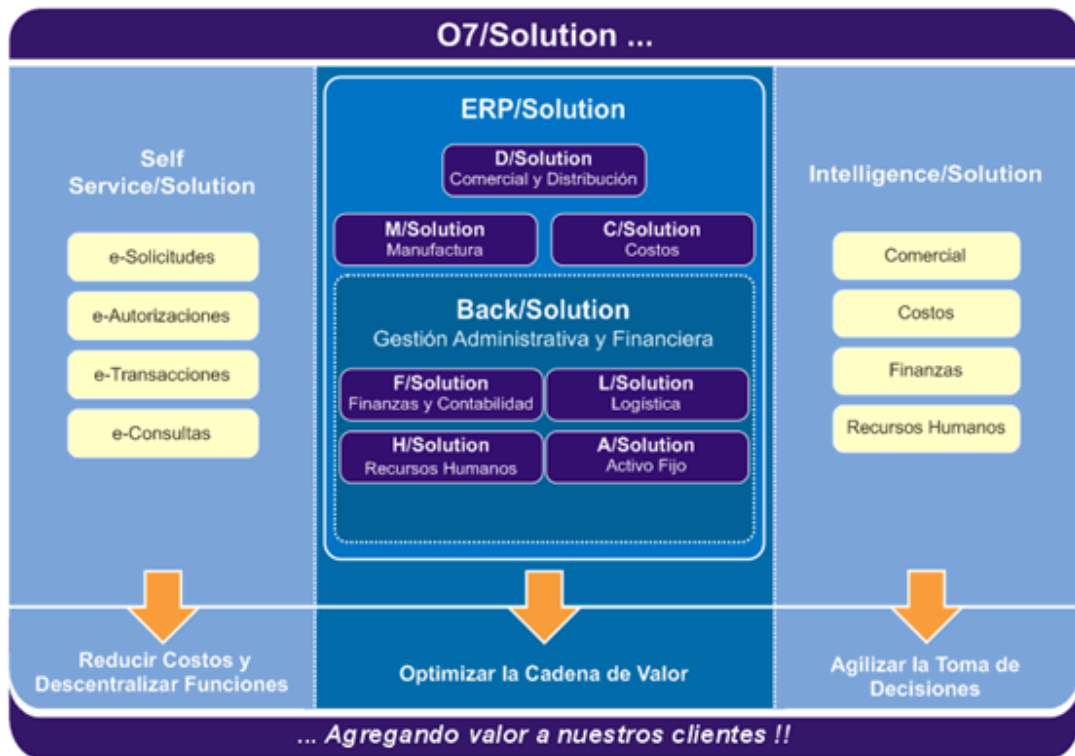 O7/Solution ...
Self
Service/Solution
e-Solicitudes
e-Autorizaciones
e-Transacciones
e-Consultas
Reducir Costos y
Descentralizar Funciones
ERP/Solution
D/Solution
Comercial y Distribución
M/Solution
Manufactura
C/Solution
Costos
Back/Solution
Gestión Administrativa y Financiera
F/Solution
Finanzas y Contabilidad
L/Solution
Logística
H/Solution
Recursos Humanos
A/Solution
Activo Fijo
Optimizar la Cadena de Valor
Intelligence/Solution
Comercial
Costos
Finanzas
Recursos Humanos
Agilizar la Toma de
Decisiones
... Agregando valor a nuestros clientes !!